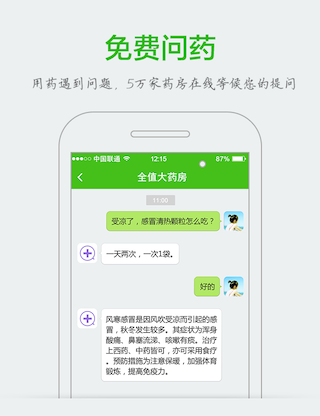 免费问药
用药遇到问题，5万家药房在线等候您的提问
中国联通 12:15 87%
全值大药房
11:00
受凉了，感冒清热颗粒怎么吃？
一天两次，一次1袋。
好的
风寒感冒是因风吹受凉而引起的感
冒，秋冬发生较多。其症状为浑身
酸痛、鼻塞流涕、咳嗽有痰。治疗
上西药、中药皆可，亦可采用食疗
。预防措施为注意保暖，加强体育
锻炼，提高免疫力。